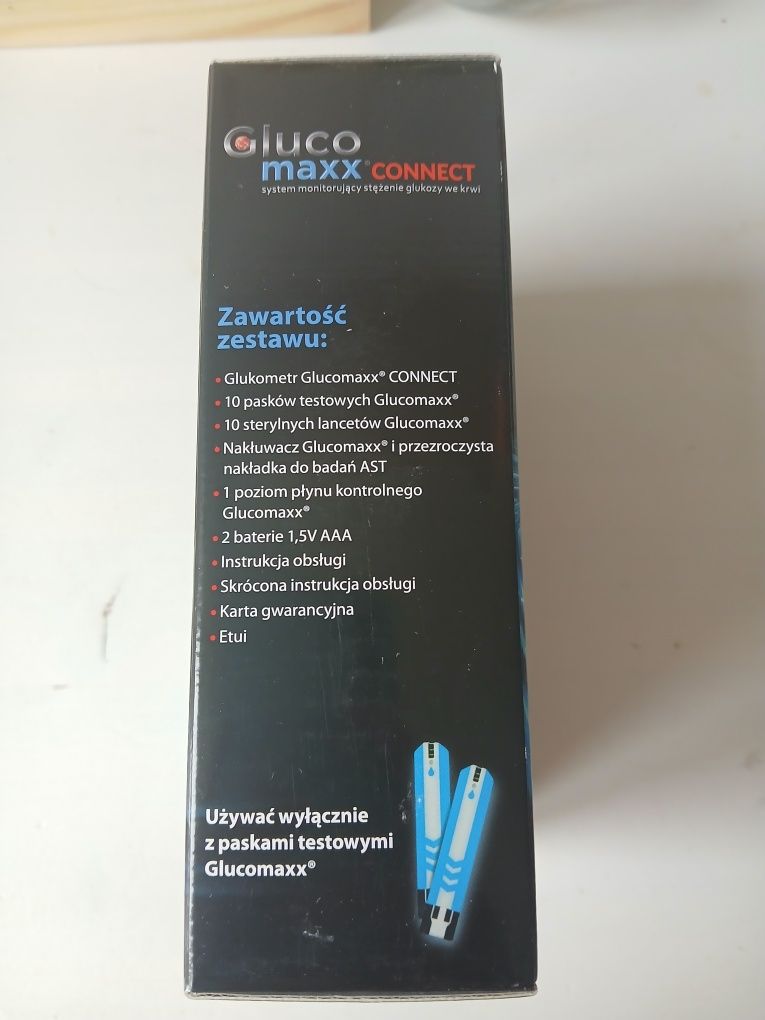 Gluco
maxx® CONNECT
system monitorujący stężenie glukozy we krwi
Zawartość
zestawu:
• Glukometr Glucomaxx® CONNECT
• 10 pasków testowych Glucomaxx®
• 10 sterylnych lancetów Glucomaxx®
• Nakłuwacz Glucomaxx® i przezroczysta
nakładka do badań AST
• 1 poziom płynu kontrolnego
Glucomaxx®
• 2 baterie 1,5V AAA
• Instrukcja obsługi
• Skrócona instrukcja obsługi
• Karta gwarancyjna
• Etui
Używać wyłącznie
z paskami testowymi
Glucomaxx®